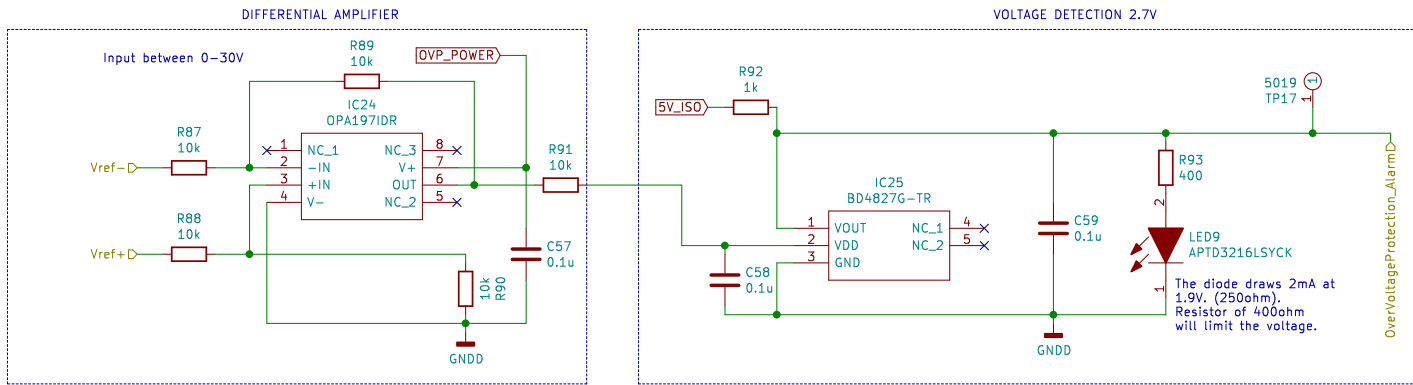 DIFFERENTIAL AMPLIFIER
Input between 0-30V
R89
10k
OVP_POWER
IC24
OPA197IDR
R87
10k
Vref-
1
2
3
4
NC_1
-IN
+IN
V-
NC_3
V+
OUT
NC_2
8
7
6
5
R91
10k
R88
10k
Vref+
10k
R90
C57
0.1u
GNDD
VOLTAGE DETECTION 2.7V
R92
1k
5V_ISO
5019
TP17
1
1
IC25
BD4827G-TR
1
2
3
VOUT
VDD
GND
NC_1
NC_2
4
5
C58
0.1u
C59
0.1u
GNDD
R93
400
2
LED9
APTD3216LSYCK
1
The diode draws 2mA at
1.9V. (250ohm).
Resistor of 400ohm
will limit the voltage.
OverVoltageProtection_Alarm